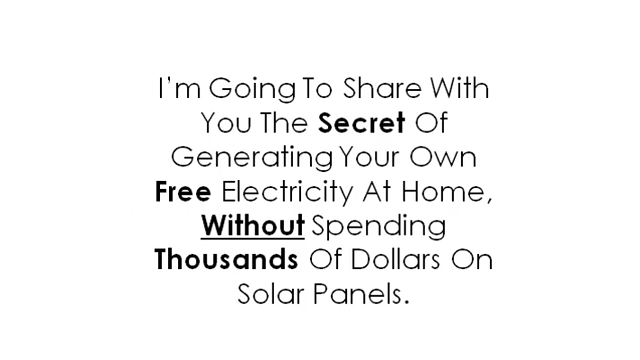 I'm Going To Share With
You The Secret Of
Generating Your Own
Free Electricity At Home,
Without Spending
Thousands Of Dollars On
Solar Panels.